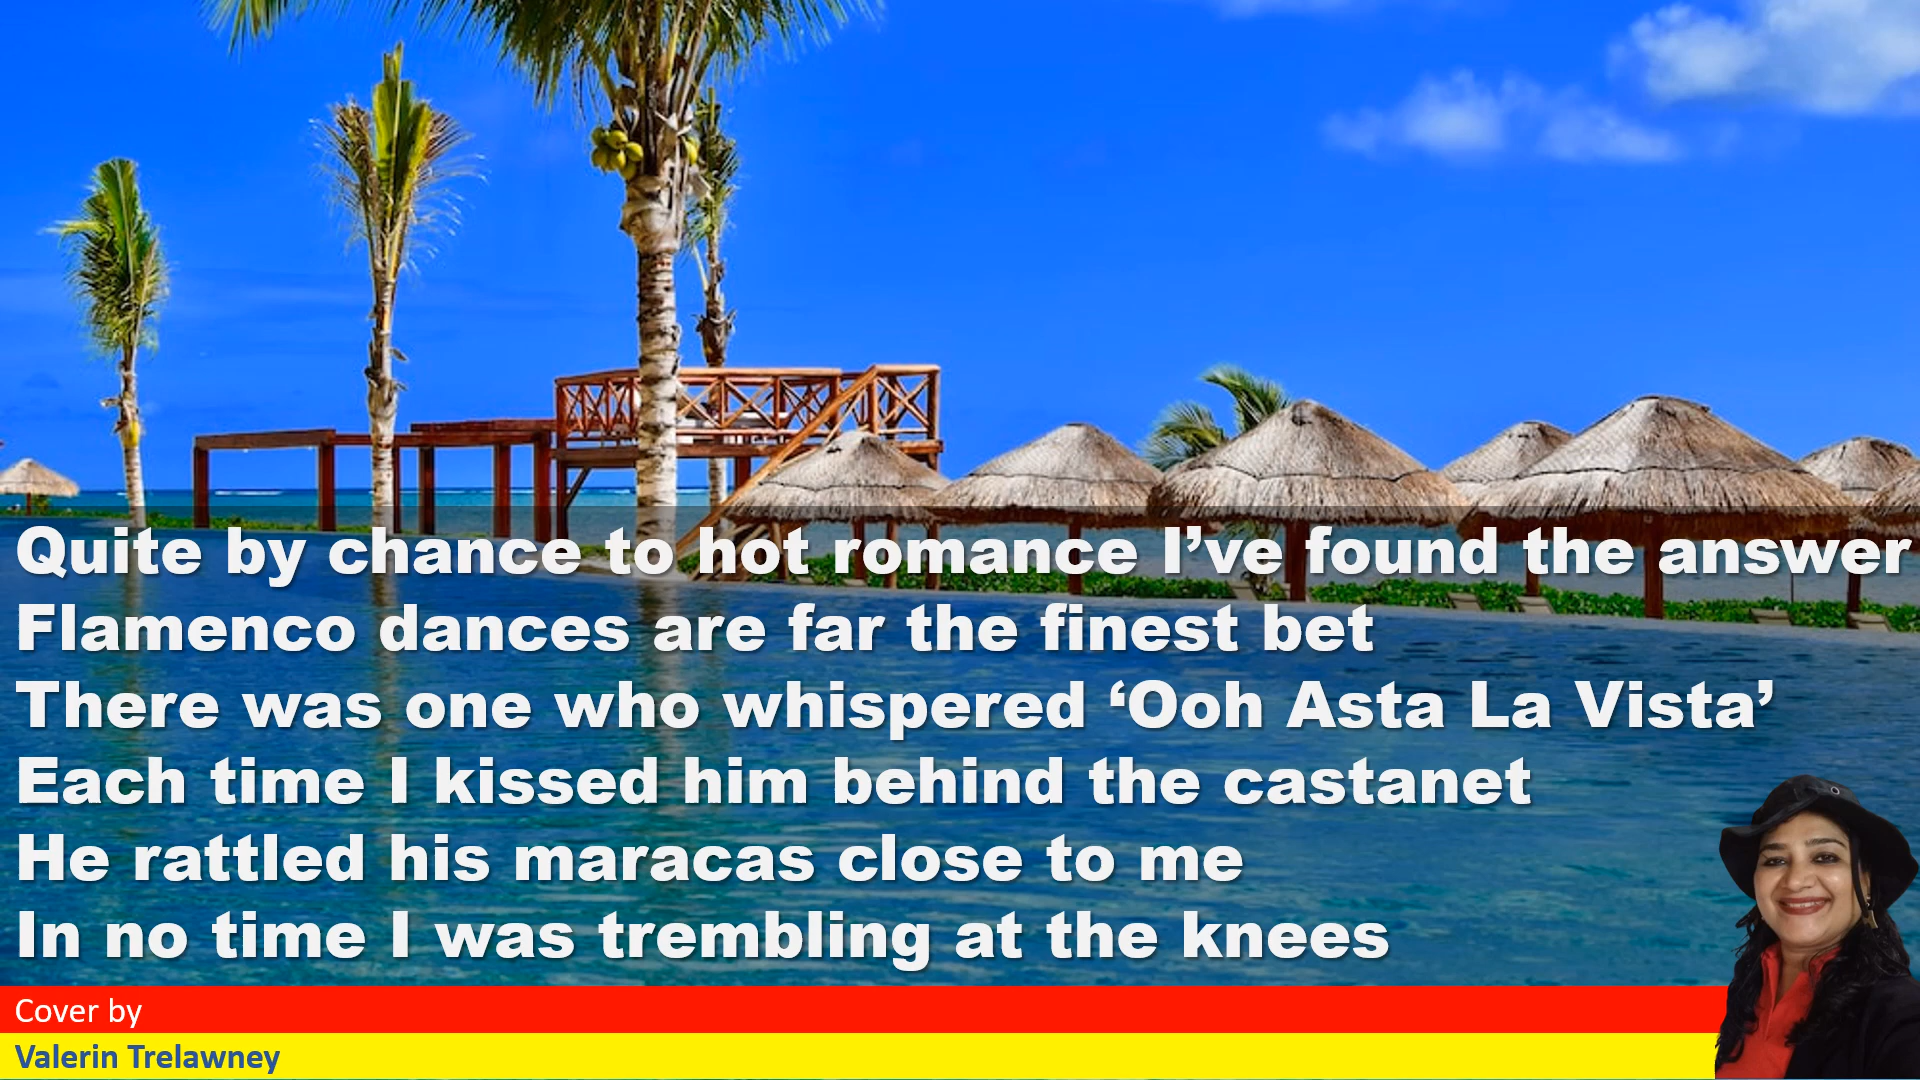 Quite by chance to hot romance I’ve found the answer
Flamenco dances are far the finest bet
There was one who whispered ‘Ooh Asta La Vista’
Each time I kissed him behind the castanet
He rattled his maracas close to me
In no time I was trembling at the knees
Cover by
Valerin Trelawney